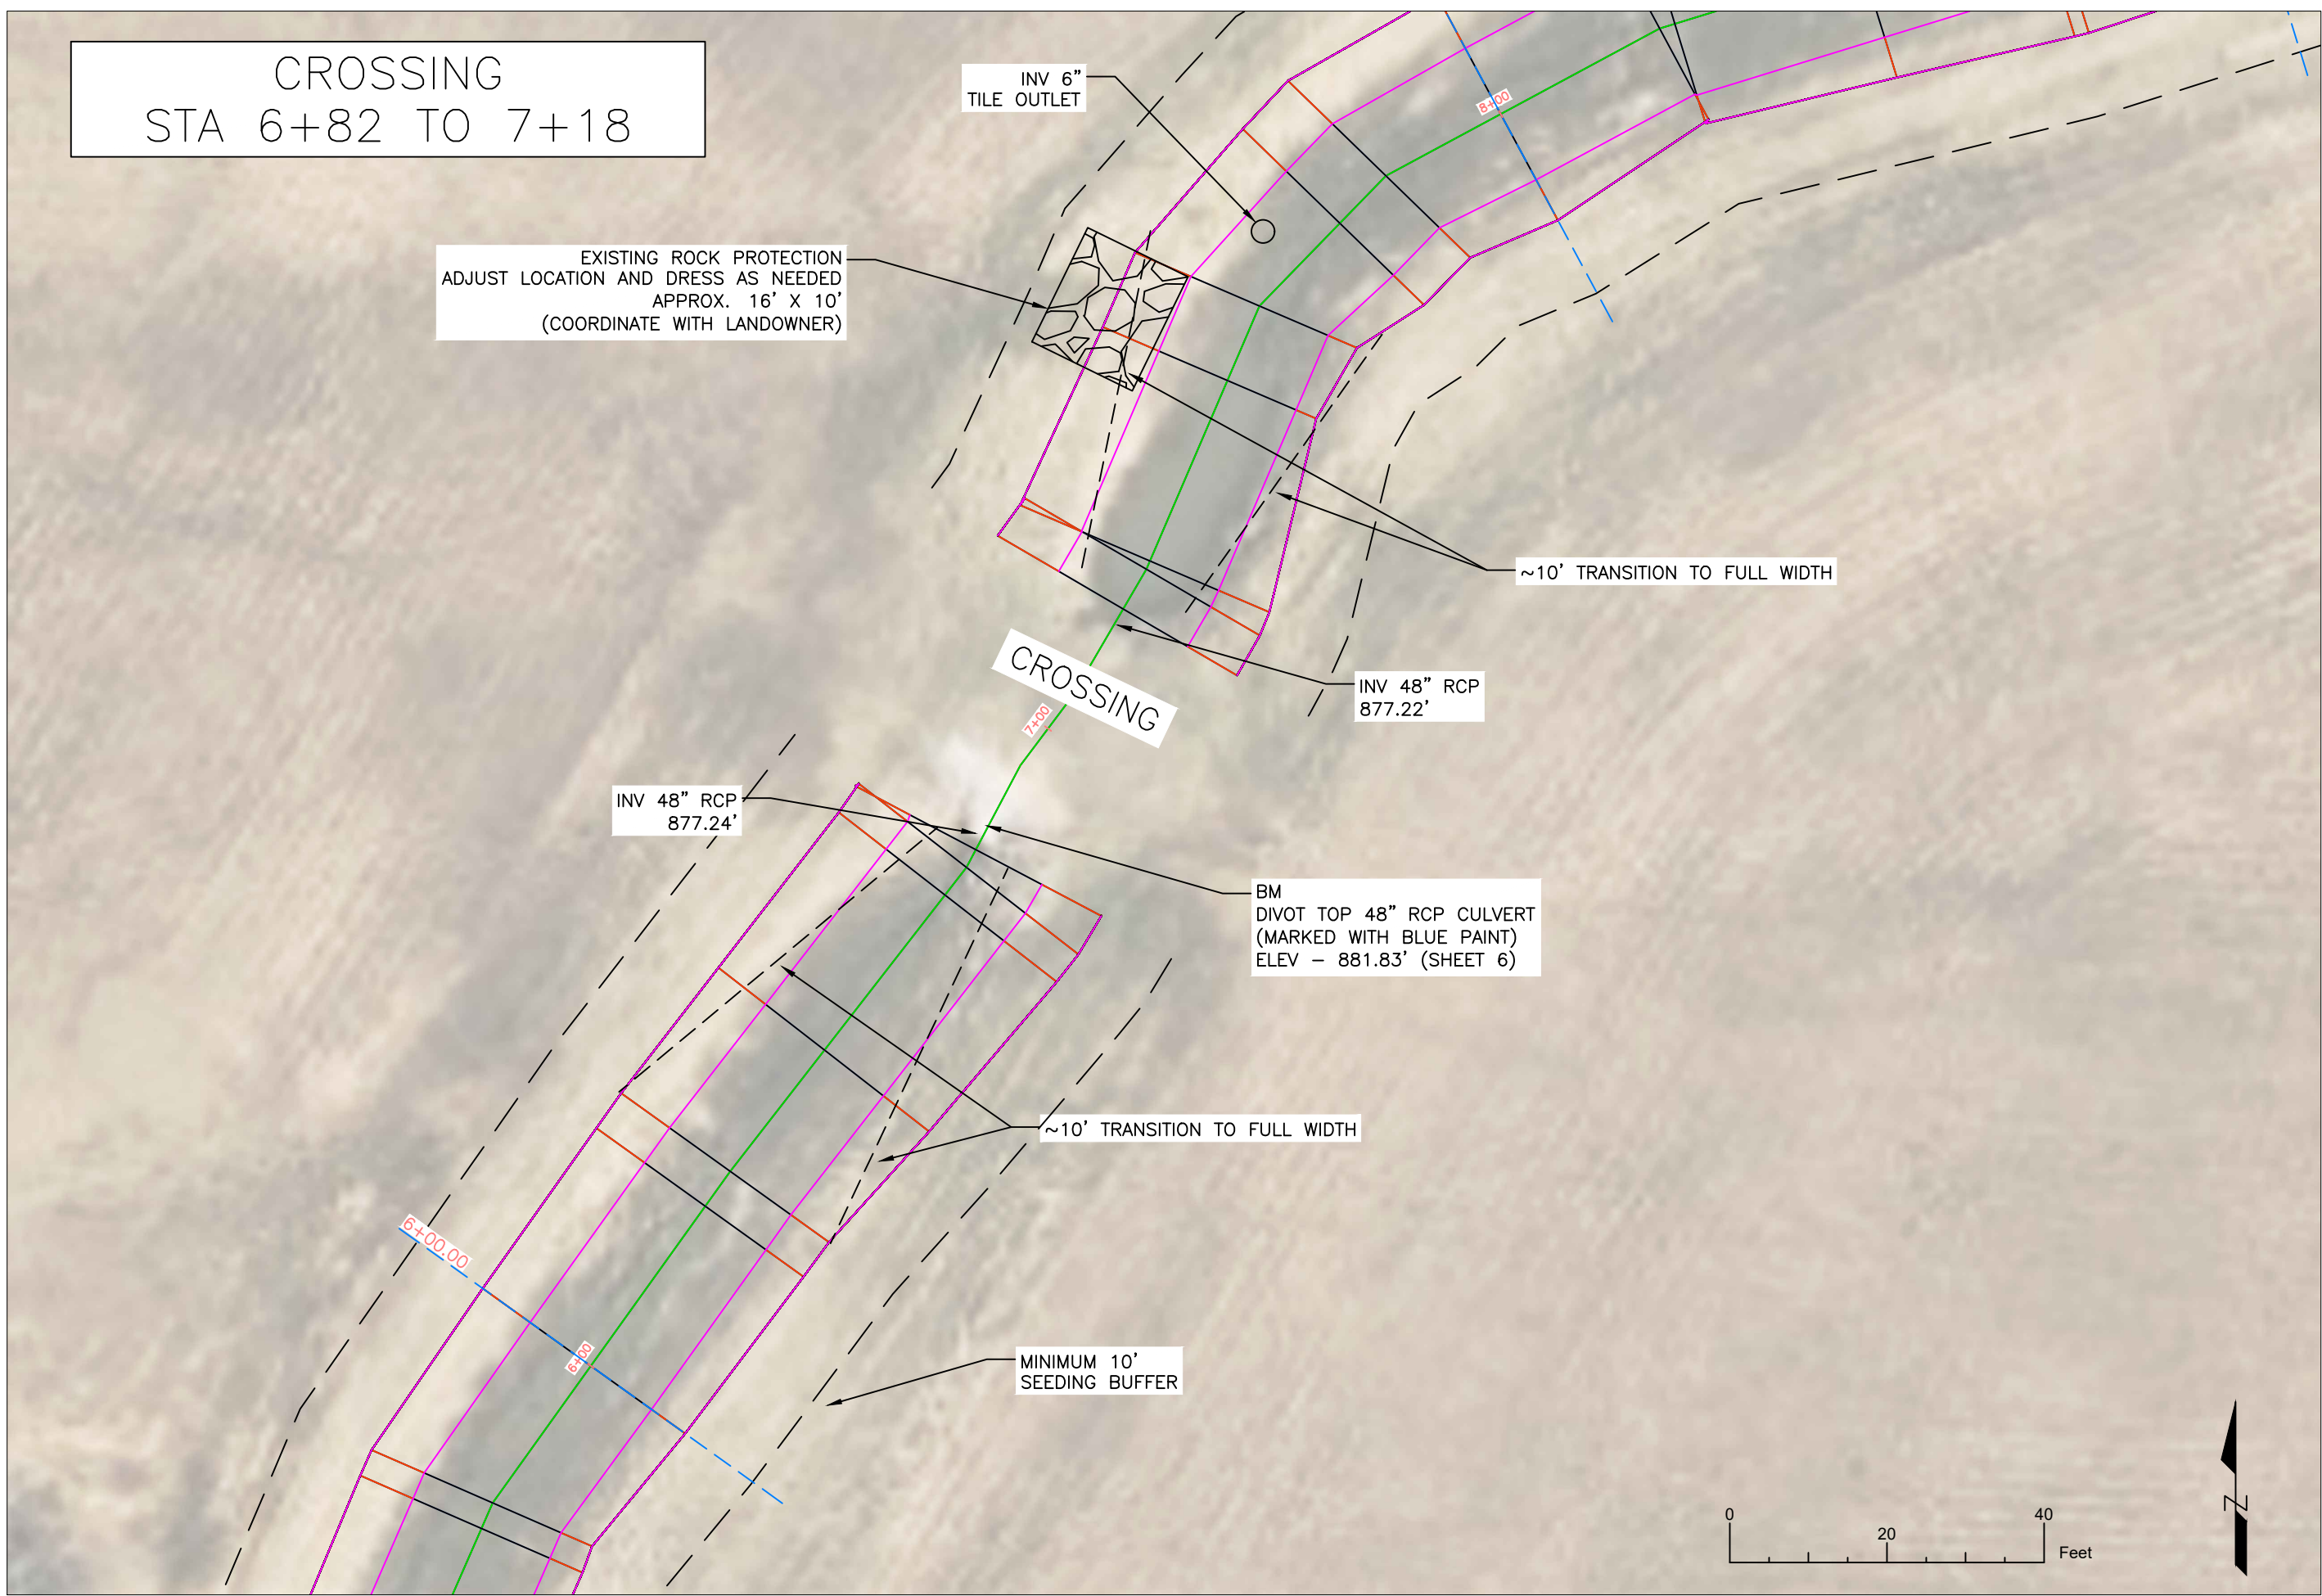 CROSSING
STA 6+82 TO 7+18
INV 6"
TILE OUTLET
8+00
EXISTING ROCK PROTECTION
ADJUST LOCATION AND DRESS AS NEEDED
APPROX. 16' X 10'
(COORDINATE WITH LANDOWNER)
~10' TRANSITION TO FULL WIDTH
CROSSING
INV 48" RCP
877.22'
7+00
INV 48" RCP
877.24'
BM
DIVOT TOP 48" RCP CULVERT
(MARKED WITH BLUE PAINT)
ELEV - 881.83' (SHEET 6)
~10' TRANSITION TO FULL WIDTH
6+00.00
6+00
MINIMUM 10'
SEEDING BUFFER
0
20
40
Feet
N